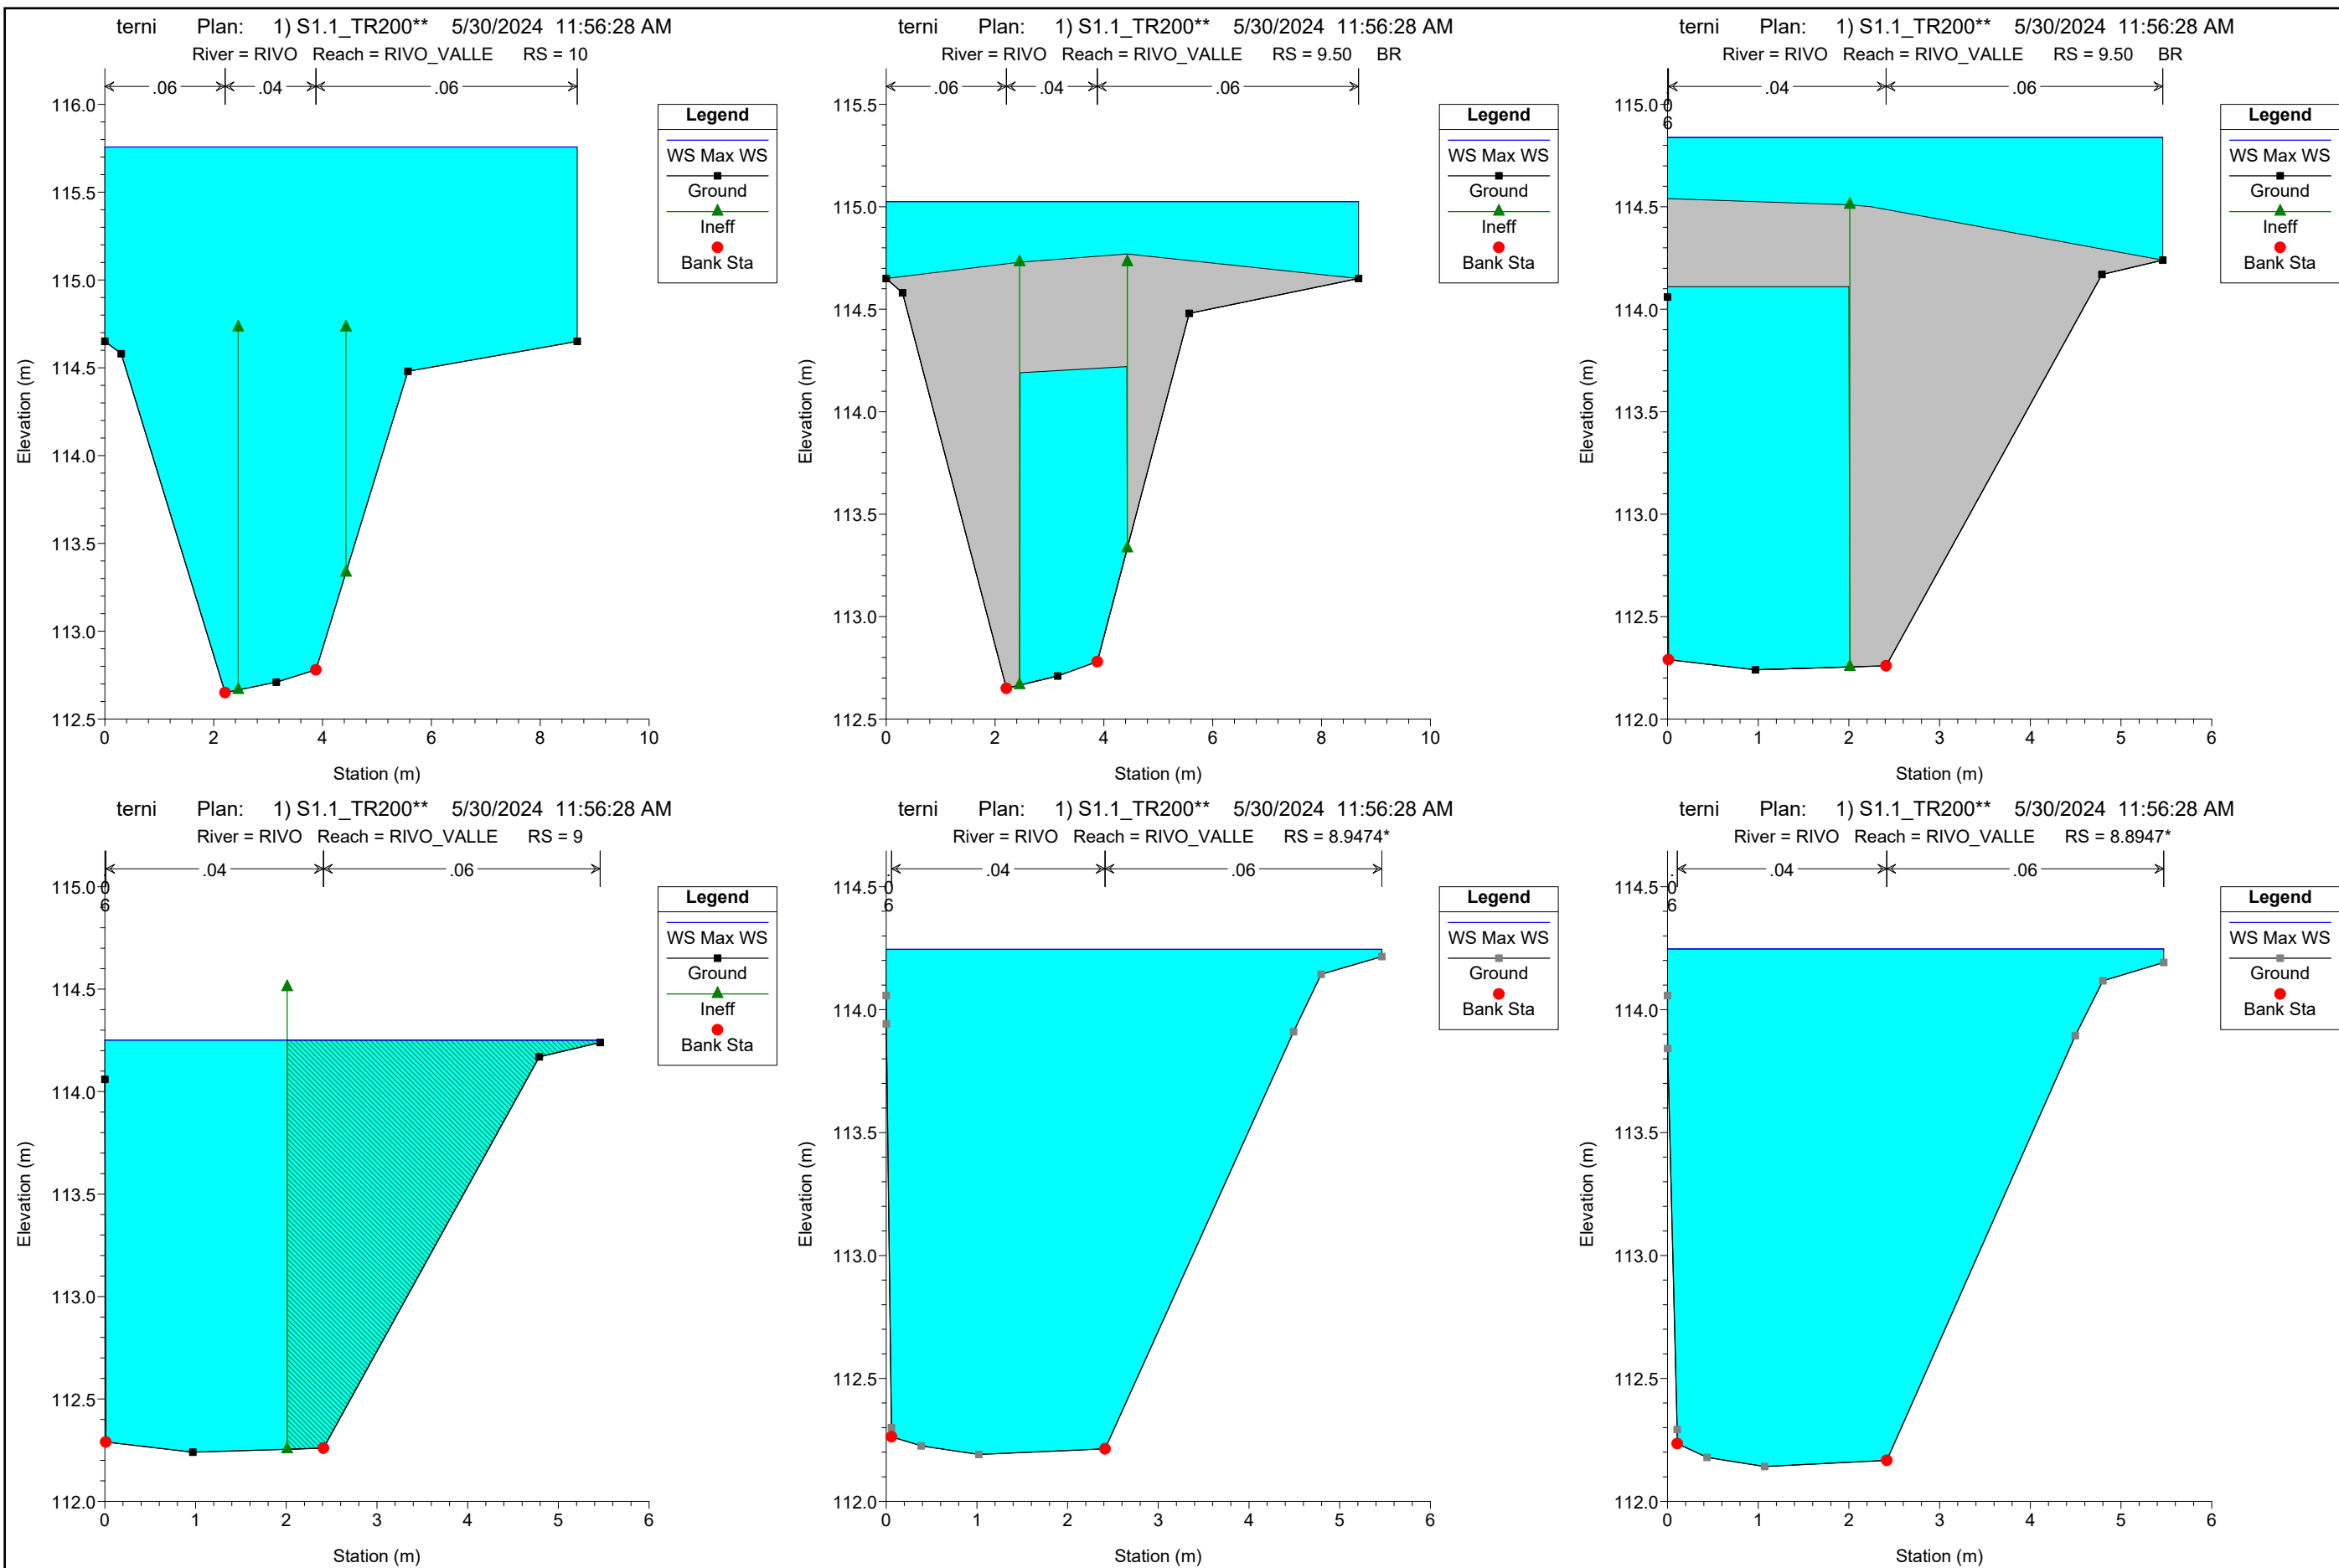 terni Plan: 1) S1.1_TR200** 5/30/2024 11:56:28 AM
River = RIVO Reach = RIVO_VALLE RS = 10
.06 .04 .06
116.0
115.5
115.0
114.5
114.0
113.5
113.0
112.5
Elevation (m)
0 2 4 6 8 10
Station (m)
Legend
WS Max WS
Ground
Ineff
Bank Sta
terni Plan: 1) S1.1_TR200** 5/30/2024 11:56:28 AM
River = RIVO Reach = RIVO_VALLE RS = 9.50 BR
.06 .04 .06
115.5
115.0
114.5
114.0
113.5
113.0
112.5
Elevation (m)
0 2 4 6 8 10
Station (m)
Legend
WS Max WS
Ground
Ineff
Bank Sta
terni Plan: 1) S1.1_TR200** 5/30/2024 11:56:28 AM
River = RIVO Reach = RIVO_VALLE RS = 9.50 BR
.04 .06
0
6
115.0
114.5
114.0
113.5
113.0
112.5
112.0
Elevation (m)
0 1 2 3 4 5 6
Station (m)
Legend
WS Max WS
Ground
Ineff
Bank Sta
terni Plan: 1) S1.1_TR200** 5/30/2024 11:56:28 AM
River = RIVO Reach = RIVO_VALLE RS = 9
.04 .06
0
6
115.0
114.5
114.0
113.5
113.0
112.5
112.0
Elevation (m)
0 1 2 3 4 5 6
Station (m)
Legend
WS Max WS
Ground
Ineff
Bank Sta
terni Plan: 1) S1.1_TR200** 5/30/2024 11:56:28 AM
River = RIVO Reach = RIVO_VALLE RS = 8.9474*
.04 .06
.
0
6
114.5
114.0
113.5
113.0
112.5
112.0
Elevation (m)
0 1 2 3 4 5 6
Station (m)
Legend
WS Max WS
Ground
Bank Sta
terni Plan: 1) S1.1_TR200** 5/30/2024 11:56:28 AM
River = RIVO Reach = RIVO_VALLE RS = 8.8947*
.04 .06
.
0
6
114.5
114.0
113.5
113.0
112.5
112.0
Elevation (m)
0 1 2 3 4 5 6
Station (m)
Legend
WS Max WS
Ground
Bank Sta